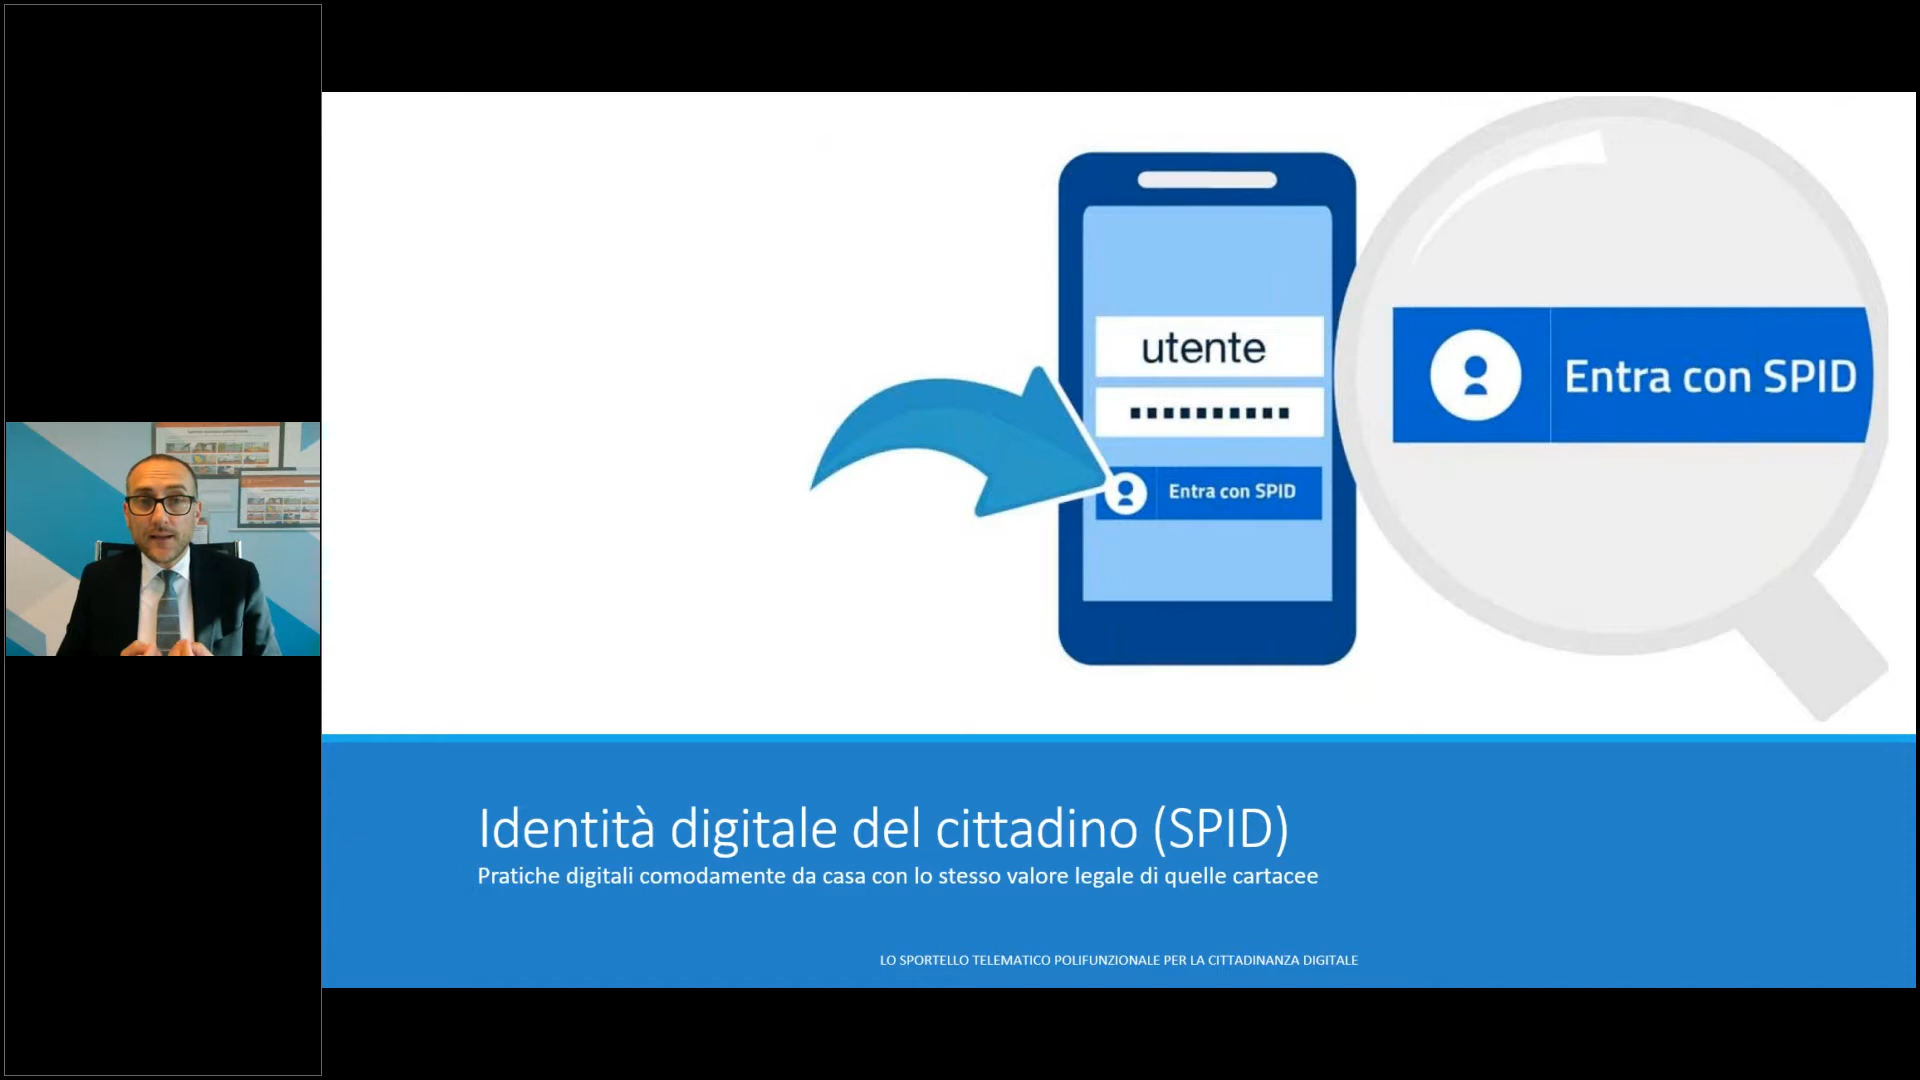 utente
Entra con SPID
Entra con SPID
Identità digitale del cittadino (SPID)
Pratiche digitali comodamente da casa con lo stesso valore legale di quelle cartacee
LO SPORTELLO TELEMATICO POLIFUNZIONALE PER LA CITTADINANZA DIGITALE